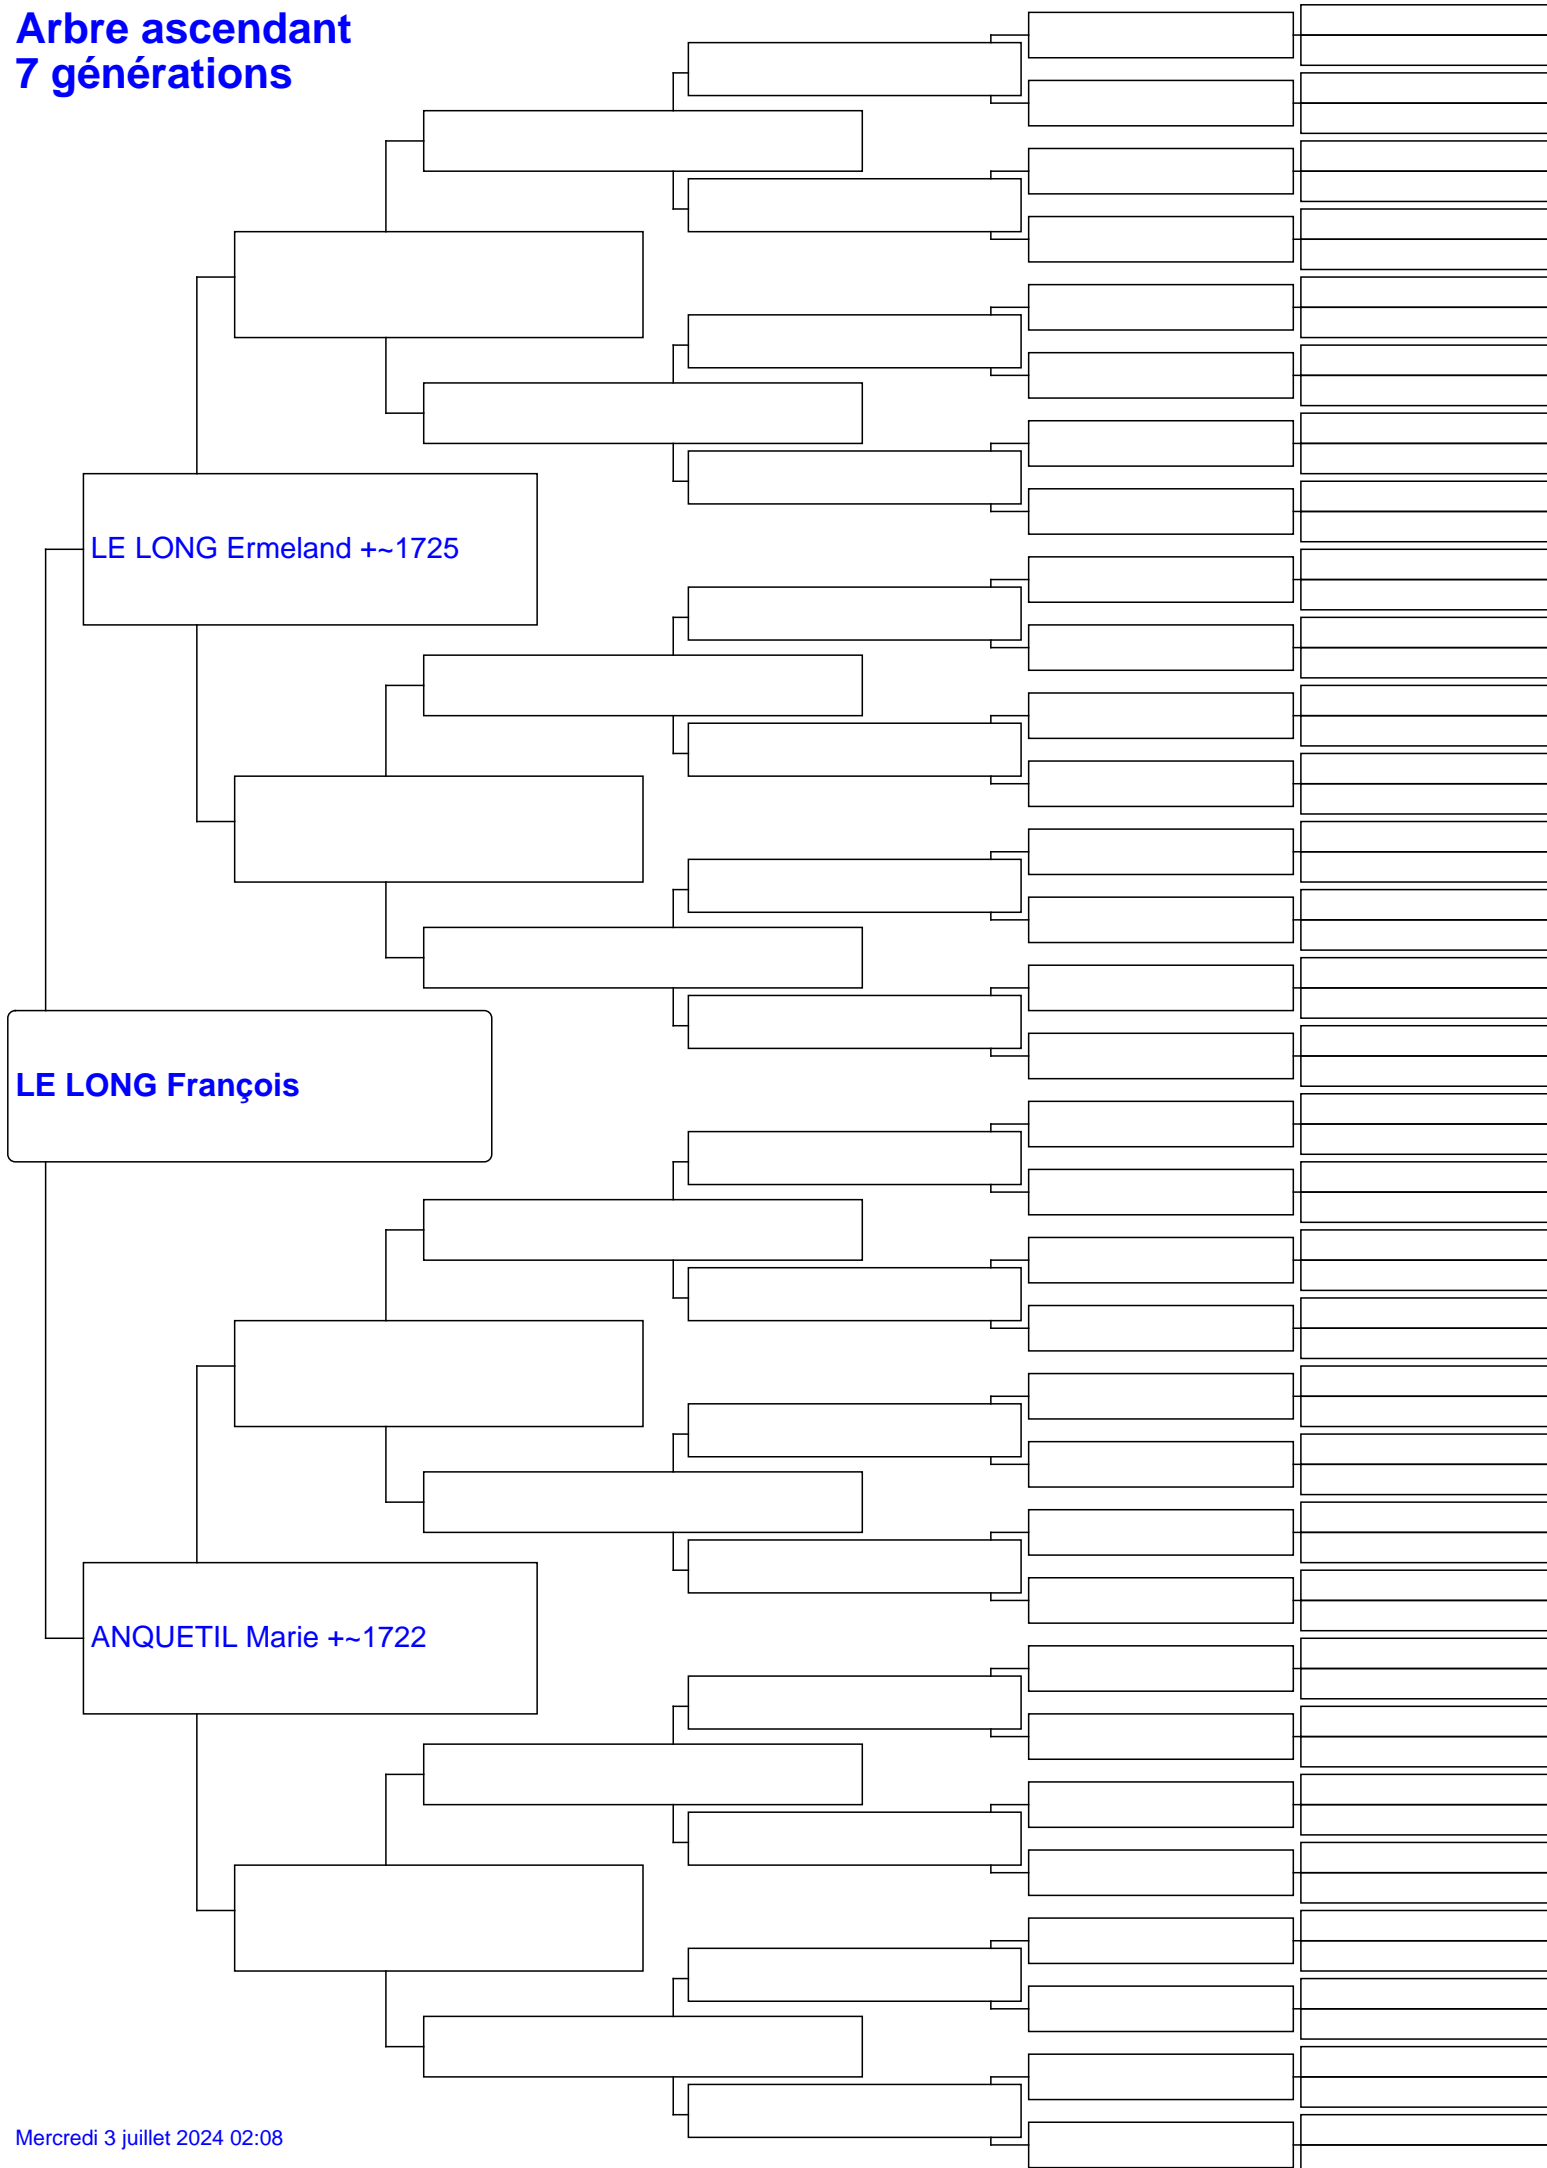 Arbre ascendant
7 générations
LE LONG Ermeland +~1725
LE LONG François
ANQUETIL Marie +~1722
Mercredi 3 juillet 2024 02:08